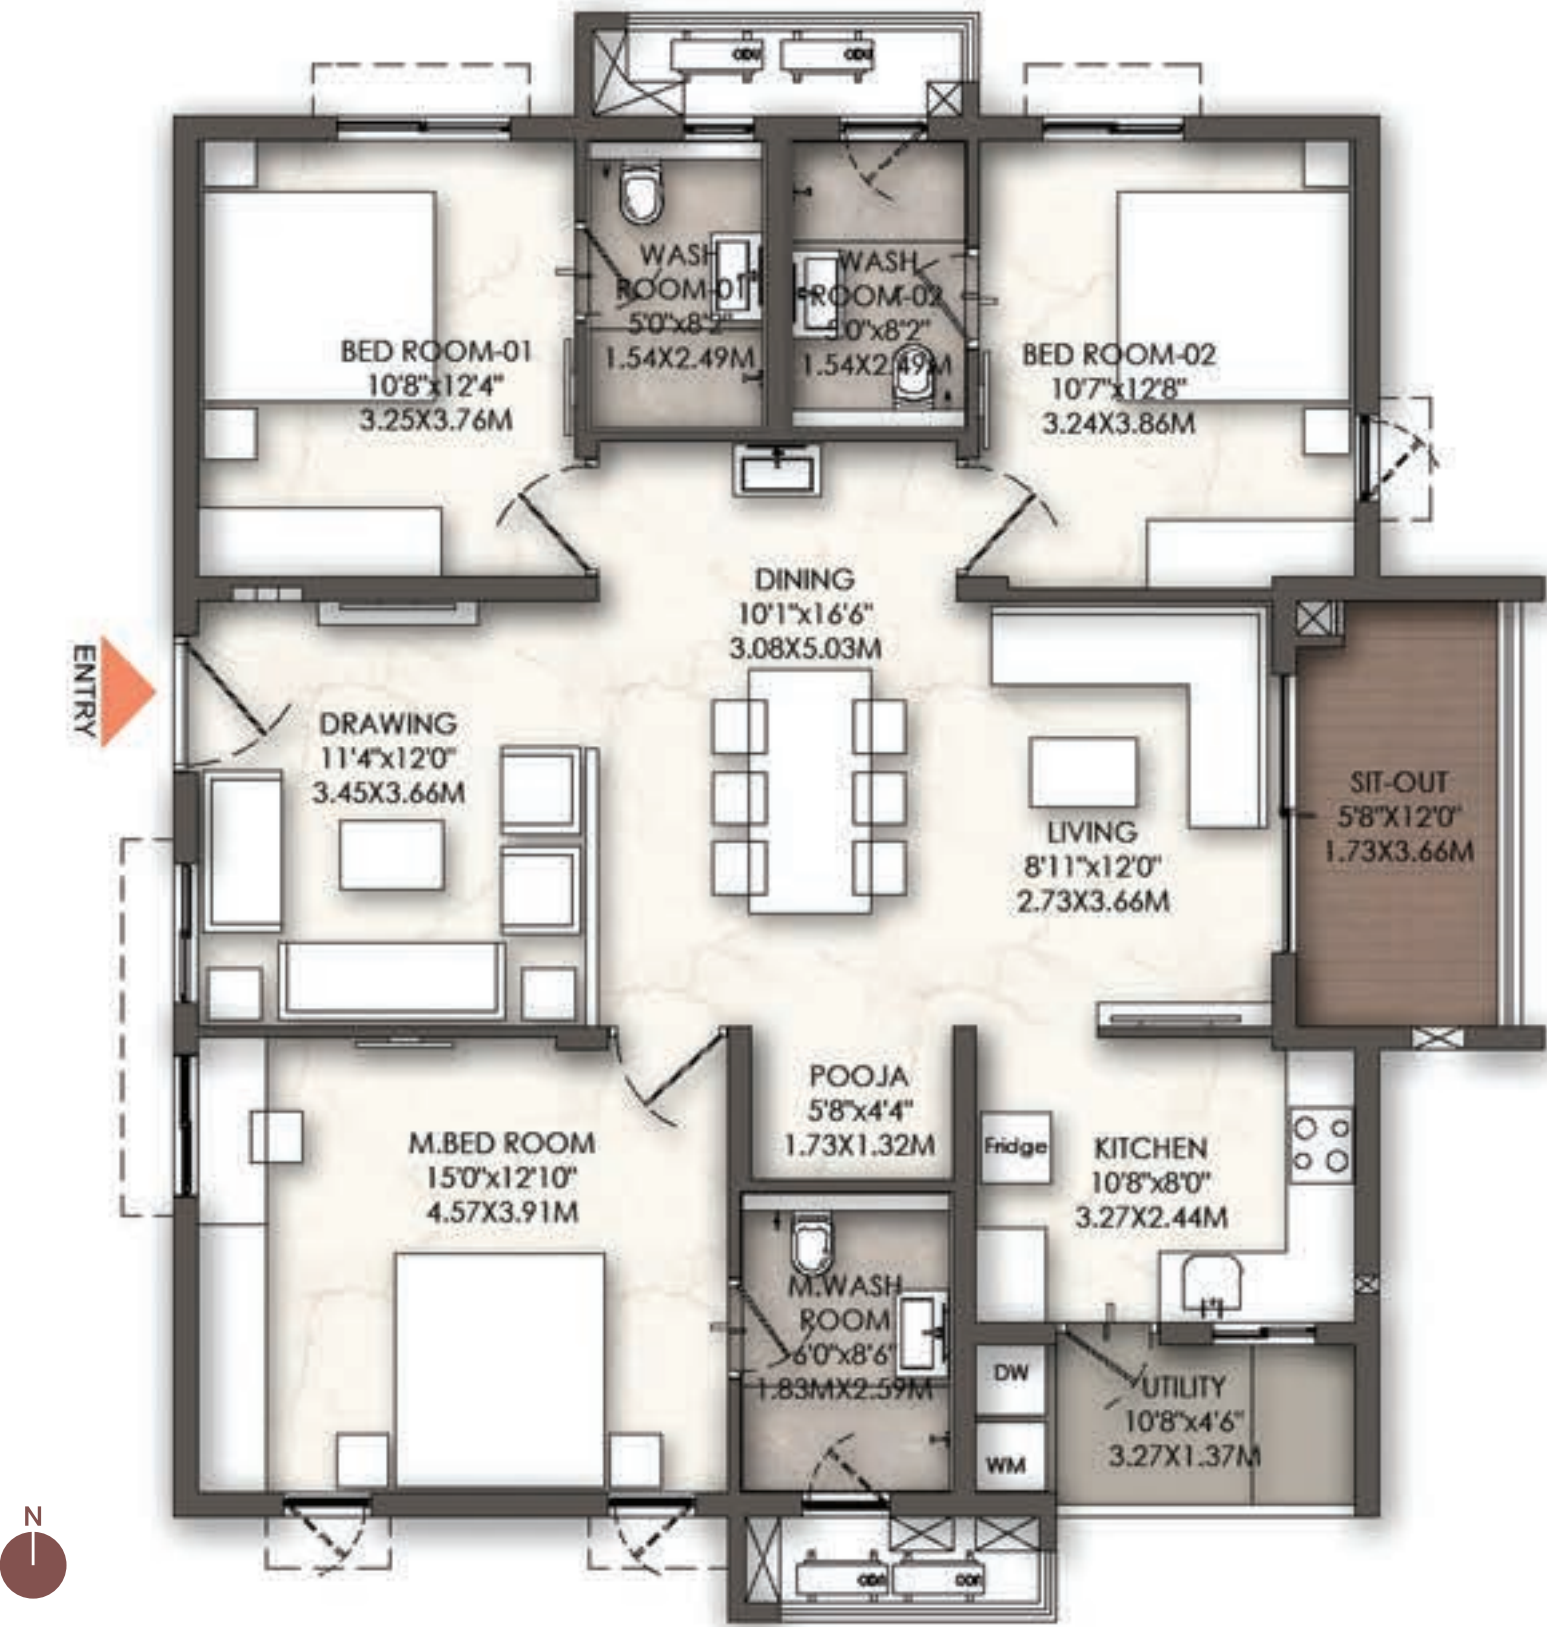 ODU
ODU
WASH
ROOM-01
5'0"x8'2"
1.54X2.49M
WASH
ROOM-02
5'0"x8'2"
1.54X2.49M
BED ROOM-01
10'8"x12'4"
3.25X3.76M
BED ROOM-02
10'7"x12'8"
3.24X3.86M
DINING
10'1"x16'6"
3.08X5.03M
ENTRY
DRAWING
11'4"x12'0"
3.45X3.66M
LIVING
8'11"x12'0"
2.73X3.66M
SIT-OUT
5'8"X12'0"
1.73X3.66M
POOJA
5'8"x4'4"
1.73X1.32M
M.BED ROOM
15'0"x12'10"
4.57X3.91M
Fridge
KITCHEN
10'8"x8'0"
3.27X2.44M
M.WASH
ROOM
6'0"x8'6"
1.83MX2.59M
DW
WM
UTILITY
10'8"x4'6"
3.27X1.37M
N